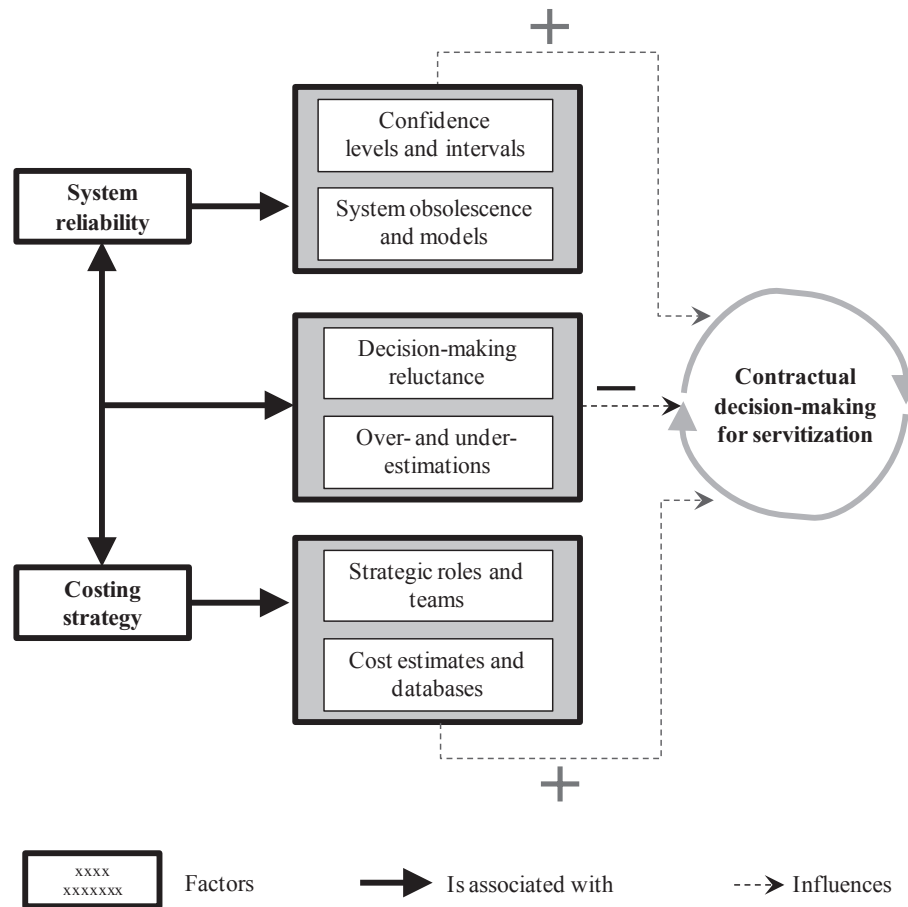 +
Confidence
levels and intervals
System
reliability
System obsolescence
and models
Decision-making
reluctance
Over- and under-
estimations
−
Contractual
decision-making
for servitization
Costing
strategy
Strategic roles and
teams
Cost estimates and
databases
+
xxxx
xxxxxxx
Factors
Is associated with
Influences